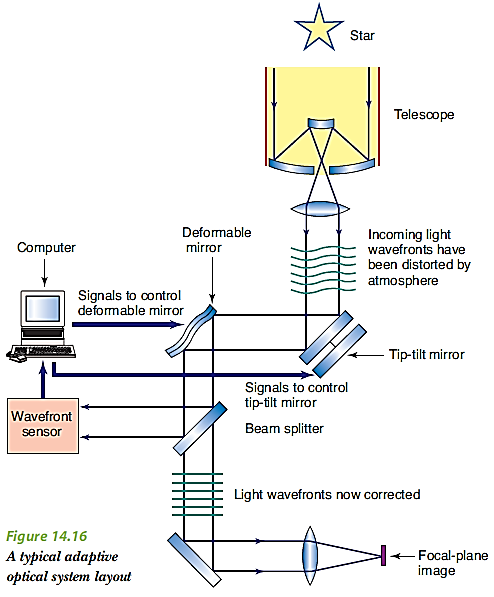 Star
Telescope
Incoming light
wavefronts have
been distorted by
atmosphere
Deformable
mirror
Computer
Signals to control
deformable mirror
Tip-tilt mirror
Signals to control
tip-tilt mirror
Wavefront
sensor
Beam splitter
Light wavefronts now corrected
Figure 14.16
A typical adaptive
optical system layout
Focal-plane
image